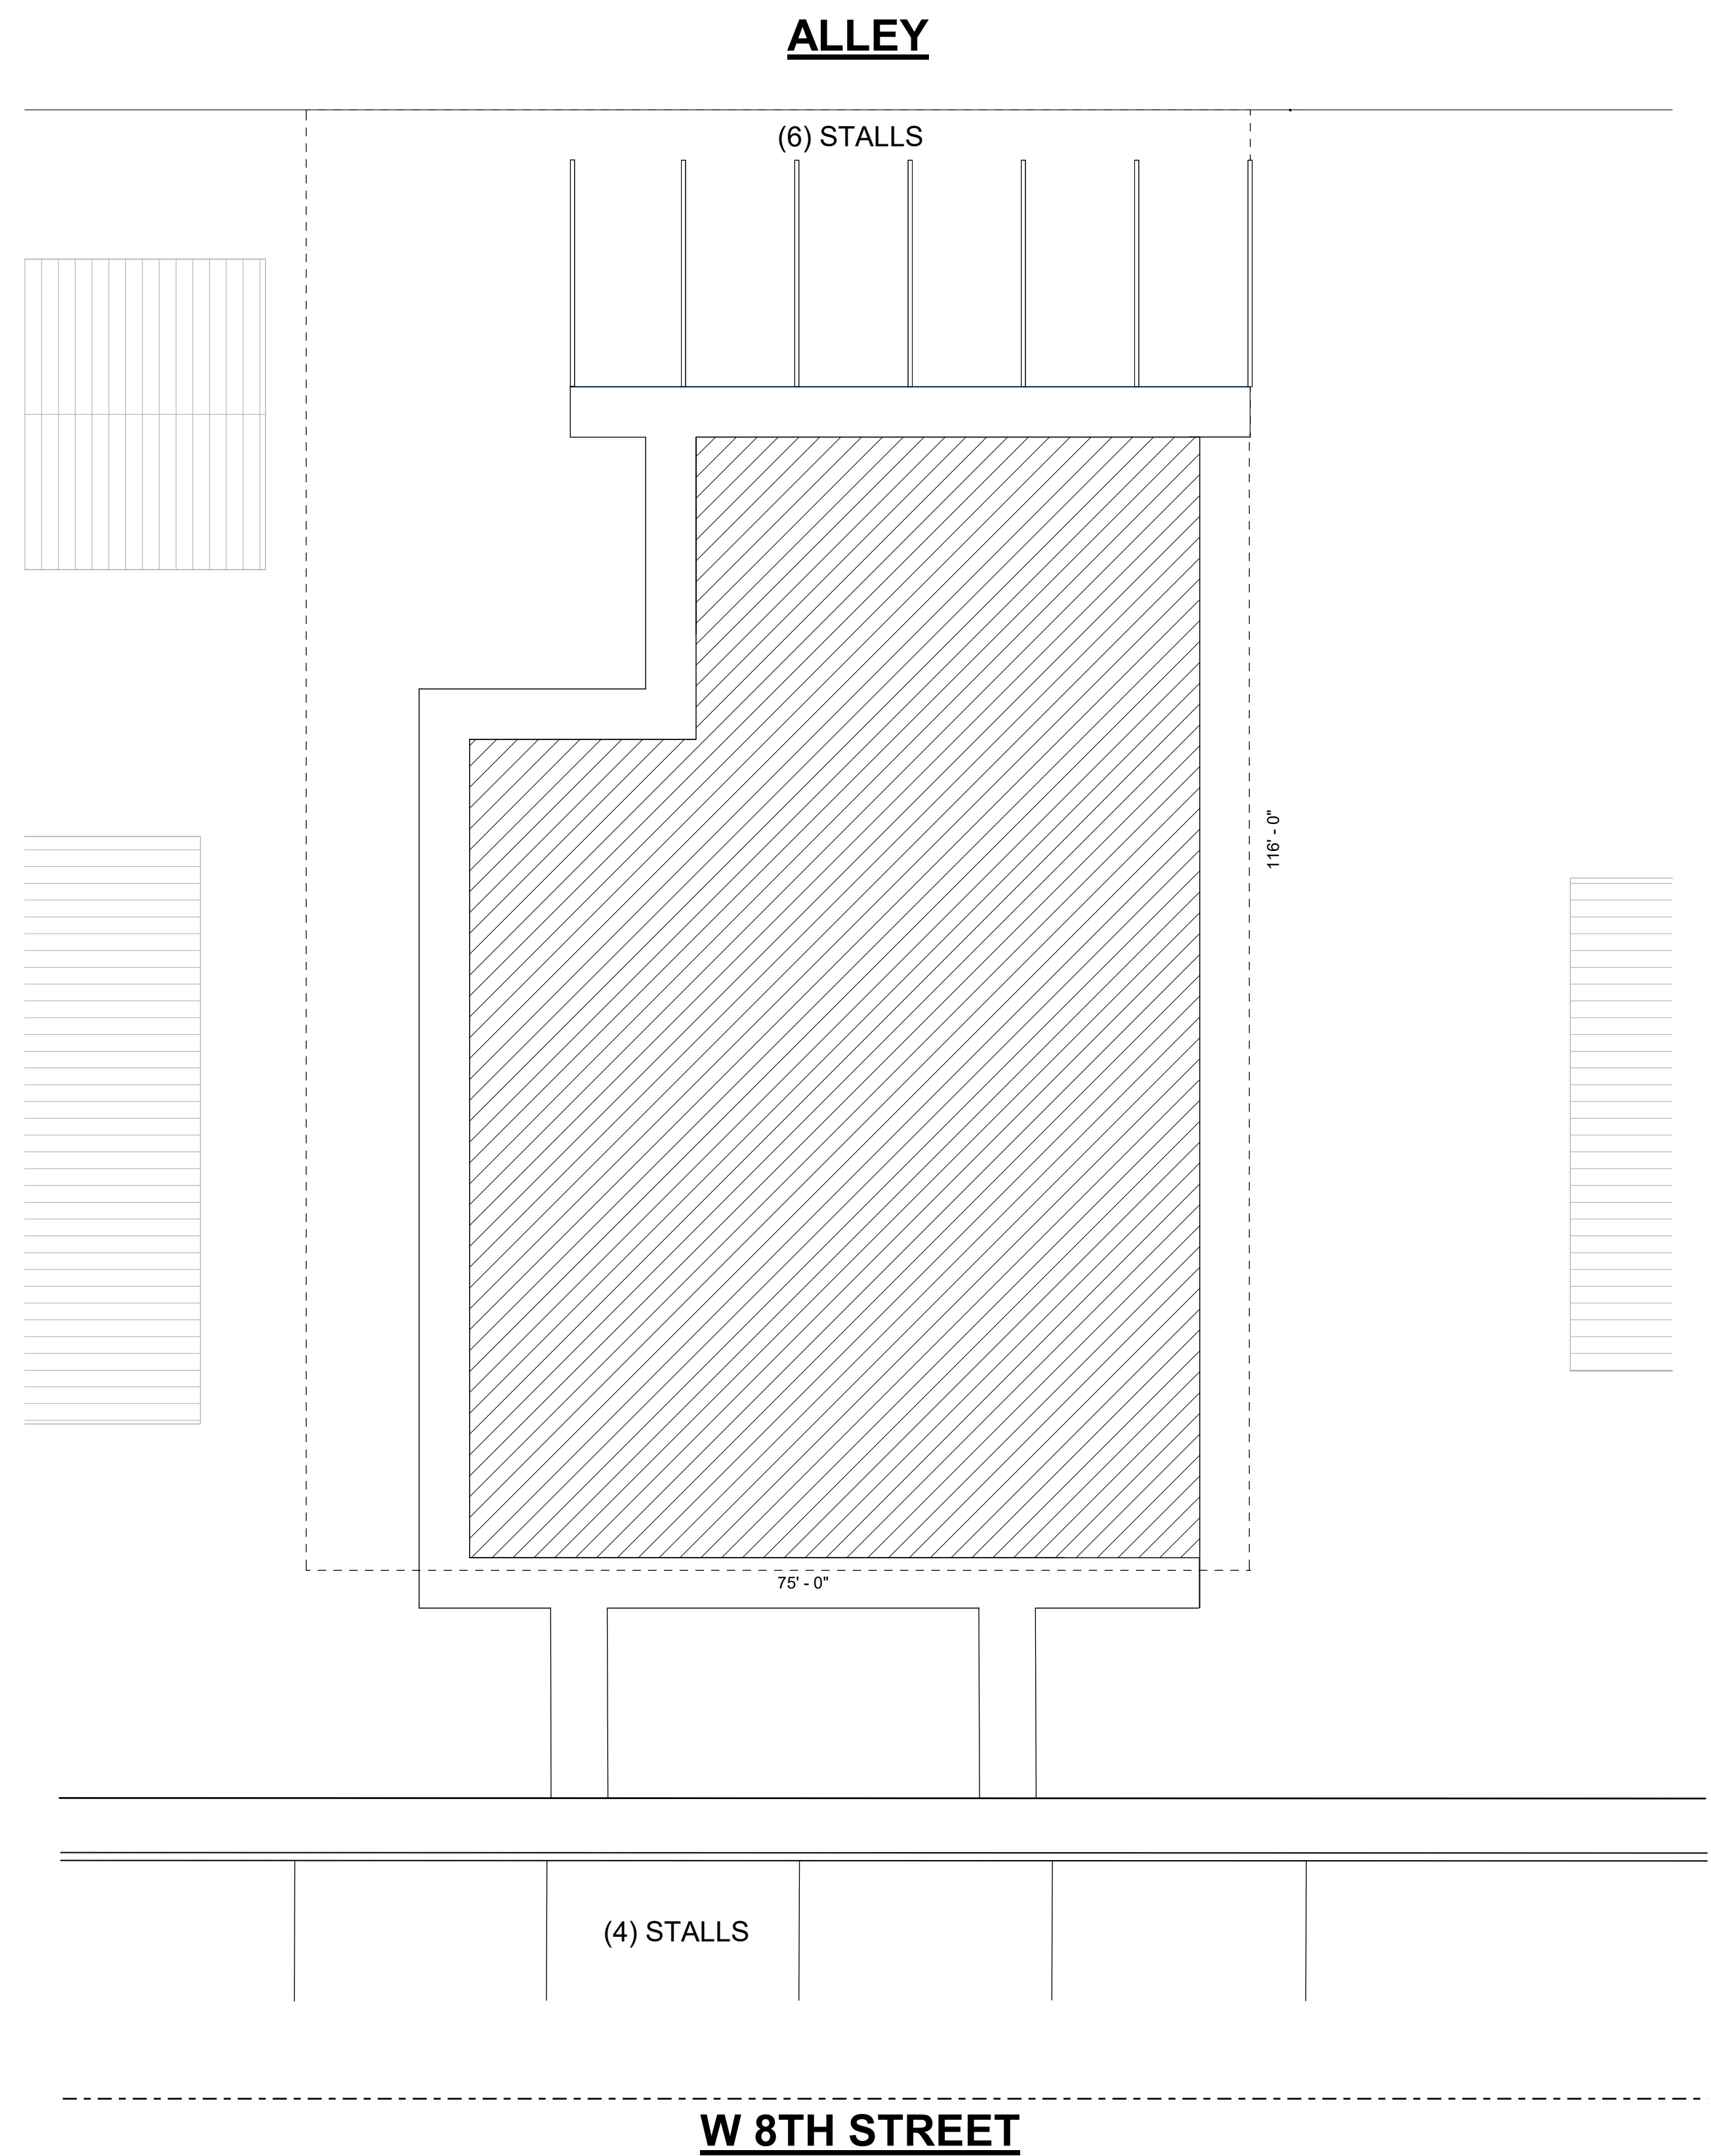 ALLEY
(6) STALLS
116' - 0"
75' - 0"
(4) STALLS
W 8TH STREET